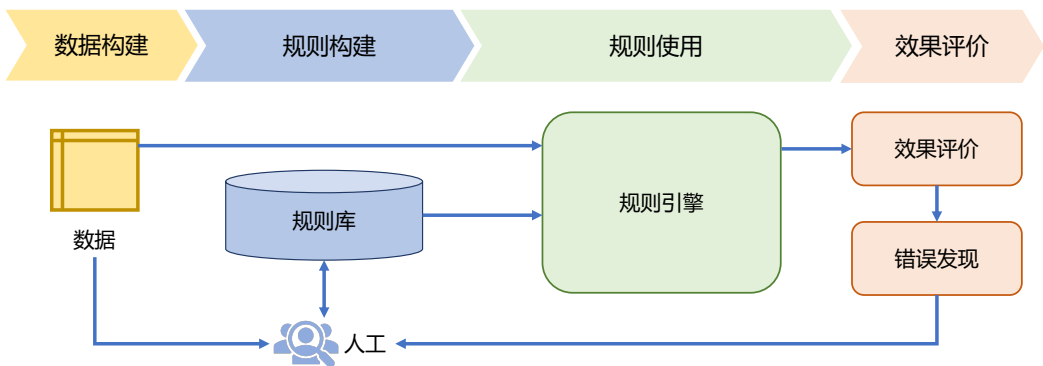 数据构建
规则构建
规则使用
效果评价
数据
规则库
规则引擎
效果评价
错误发现
人工